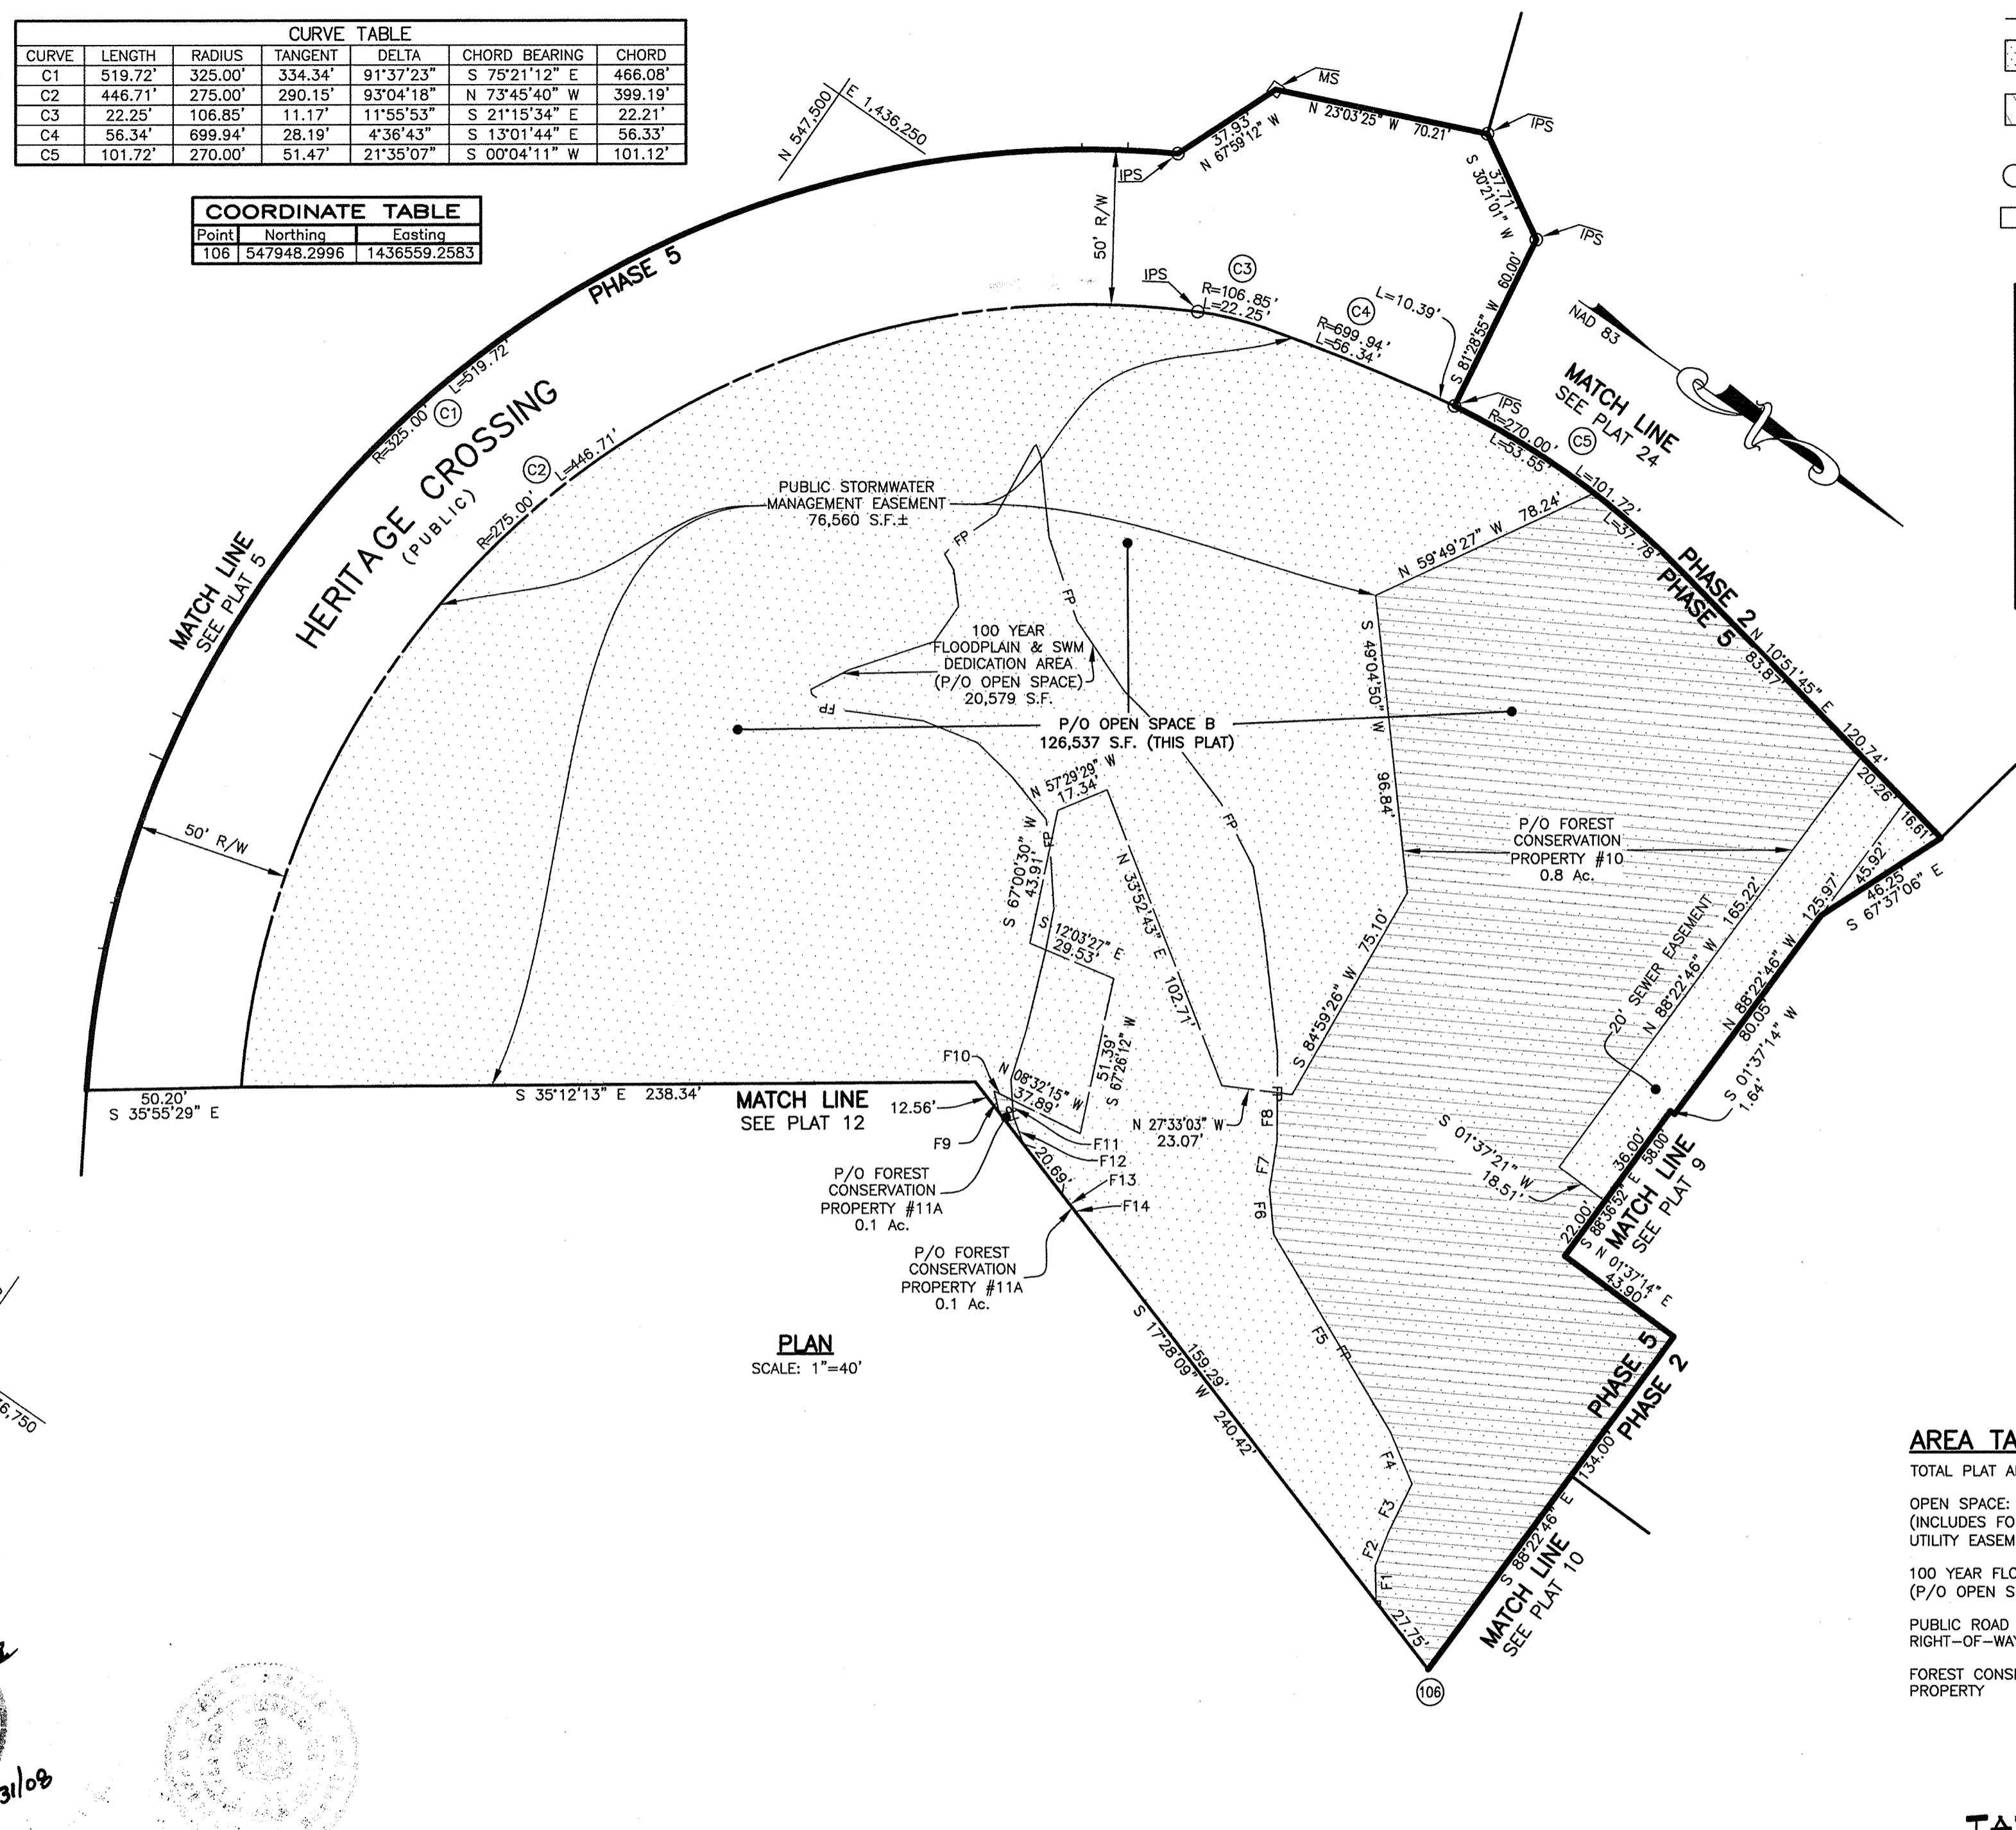 CURVE TABLE
CURVE LENGTH RADIUS TANGENT DELTA CHORD BEARING CHORD
C1 519.72' 325.00' 334.34' 91°37'23" S 75°21'12" E 466.08'
C2 446.71' 275.00' 290.15' 93°04'18" N 73°45'40" W 399.19'
C3 22.25' 106.85' 11.17' 11°55'53" S 21°15'34" E 22.21'
C4 56.34' 699.94' 28.19' 4°36'43" S 13°01'44" E 56.33'
C5 101.72' 270.00' 51.47' 21°35'07" S 00°04'11" W 101.12'
COORDINATE TABLE
Point Northing Easting
106 547948.2996 1436559.2583
N 547,500
E 1,436,250
MS
37.93'
N 67°59'12" W
N 23°03'25" W 70.21'
IPS
IPS
37.71'
S 30°21'01" W
IPS
S 81°28'55" W 60.00'
PHASE 5
50' R/W
IPS
C3
R=106.85'
L=22.25'
C4
R=699.94'
L=56.34'
L=10.39'
IPS
NAD 83
MATCH LINE
SEE PLAT 24
R=270.00'
L=53.55'
C5
L=101.72'
L=37.78'
R=325.00'
C1
L=519.72'
HERITAGE CROSSING
(PUBLIC)
R=275.00'
C2
L=446.71'
MATCH LINE
SEE PLAT 5
PUBLIC STORMWATER
MANAGEMENT EASEMENT
76,560 S.F.±
FP
FP
N 59°49'27" W 78.24'
PHASE 2
PHASE 5
N 10°51'45" E
83.87'
120.74'
20.26'
16.61'
100 YEAR
FLOODPLAIN & SWM
DEDICATION AREA
(P/O OPEN SPACE)
20,579 S.F.
FP
S 49°04'50" W 96.84'
P/O OPEN SPACE B
126,537 S.F. (THIS PLAT)
N 57°29'29" W
17.34'
FP
FP
S 67°00'30" W
43.91'
N 33°52'43" E 102.71'
S 12°03'27" E
29.53'
P/O FOREST
CONSERVATION
PROPERTY #10
0.8 Ac.
50' R/W
75.10'
S 84°59'26" W
20' SEWER EASEMENT
N 88°22'46" W 165.22'
125.97'
45.92'
46.25'
S 67°37'06" E
N 88°22'46" W
80.05'
S 01°37'14" W
1.64'
50.20'
S 35°55'29" E
S 35°12'13" E 238.34'
MATCH LINE
SEE PLAT 12
12.56'
F10
N 08°32'15" W
37.89'
51.39'
S 67°26'12" W
F9
F11
F12
F13
F14
20.69'
FP
N 27°33'03" W
23.07'
FP
F8
F7
F6
S 01°37'21" W
18.51'
36.00'
58.00'
22.00'
S 88°36'52" E
MATCH LINE
SEE PLAT 9
N 01°37'14" E
43.90'
P/O FOREST
CONSERVATION
PROPERTY #11A
0.1 Ac.
P/O FOREST
CONSERVATION
PROPERTY #11A
0.1 Ac.
PLAN
SCALE: 1"=40'
159.29'
S 17°28'09" W 240.42'
F5
FP
F4
F3
F2
F1
27.75'
PHASE 5
PHASE 2
134.00'
S 88°22'46" E
MATCH LINE
SEE PLAT 10
106
6,750
31/08
AREA TA
TOTAL PLAT A
OPEN SPACE:
(INCLUDES FO
UTILITY EASEM
100 YEAR FLO
(P/O OPEN S
PUBLIC ROAD
RIGHT-OF-WA
FOREST CONS
PROPERTY